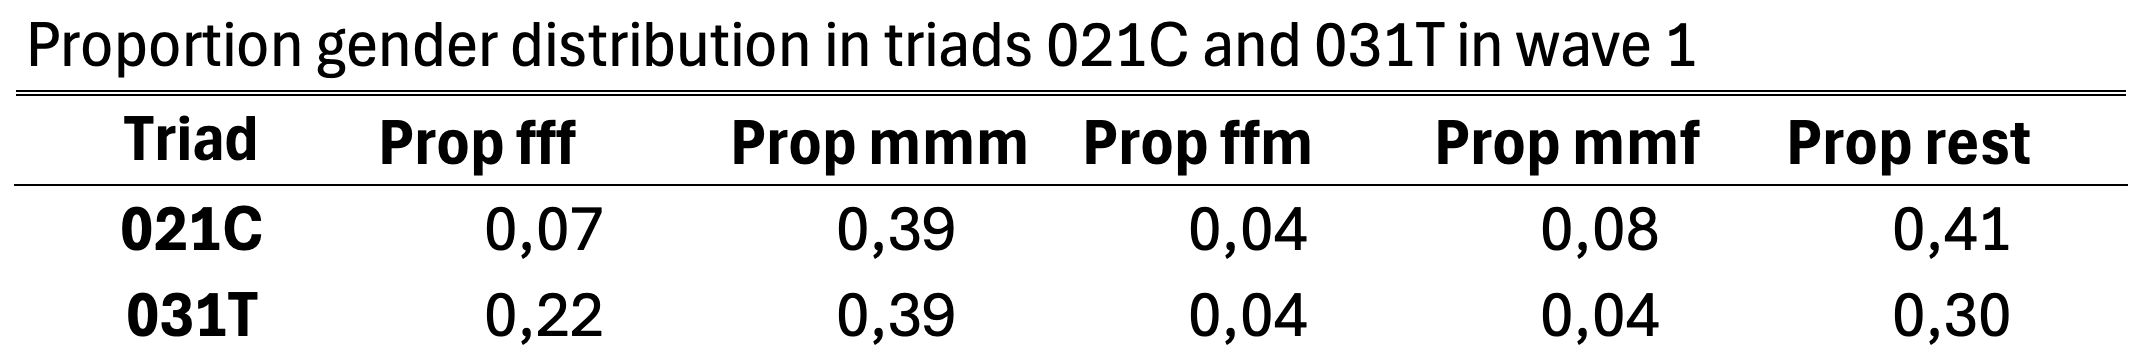 Proportion gender distribution in triads 021C and 031T in wave 1
Triad Prop fff Prop mmm Prop ffm Prop mmf Prop rest
021C 0,07 0,39 0,04 0,08 0,41
031T 0,22 0,39 0,04 0,04 0,30